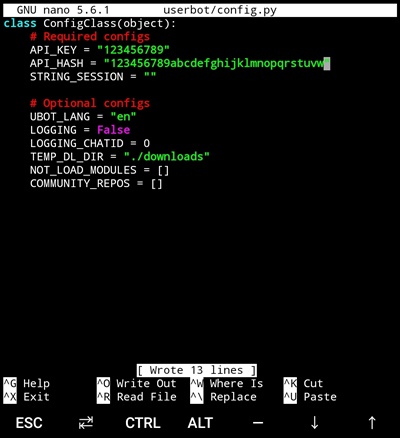 GNU nano 5.6.1 userbot/config.py
class ConfigClass(object):
# Required configs
API_KEY = "123456789"
API_HASH = "123456789abcdefghijklmnopqrstuvw"
STRING_SESSION = ""
# Optional configs
UBOT_LANG = "en"
LOGGING = False
LOGGING_CHATID = 0
TEMP_DL_DIR = "./downloads"
NOT_LOAD_MODULES = []
COMMUNITY_REPOS = []
[ Wrote 13 lines ]
^G Help ^O Write Out ^W Where Is ^K Cut
^X Exit ^R Read File ^\ Replace ^U Paste
ESC ⇄ CTRL ALT — ↓ ↑